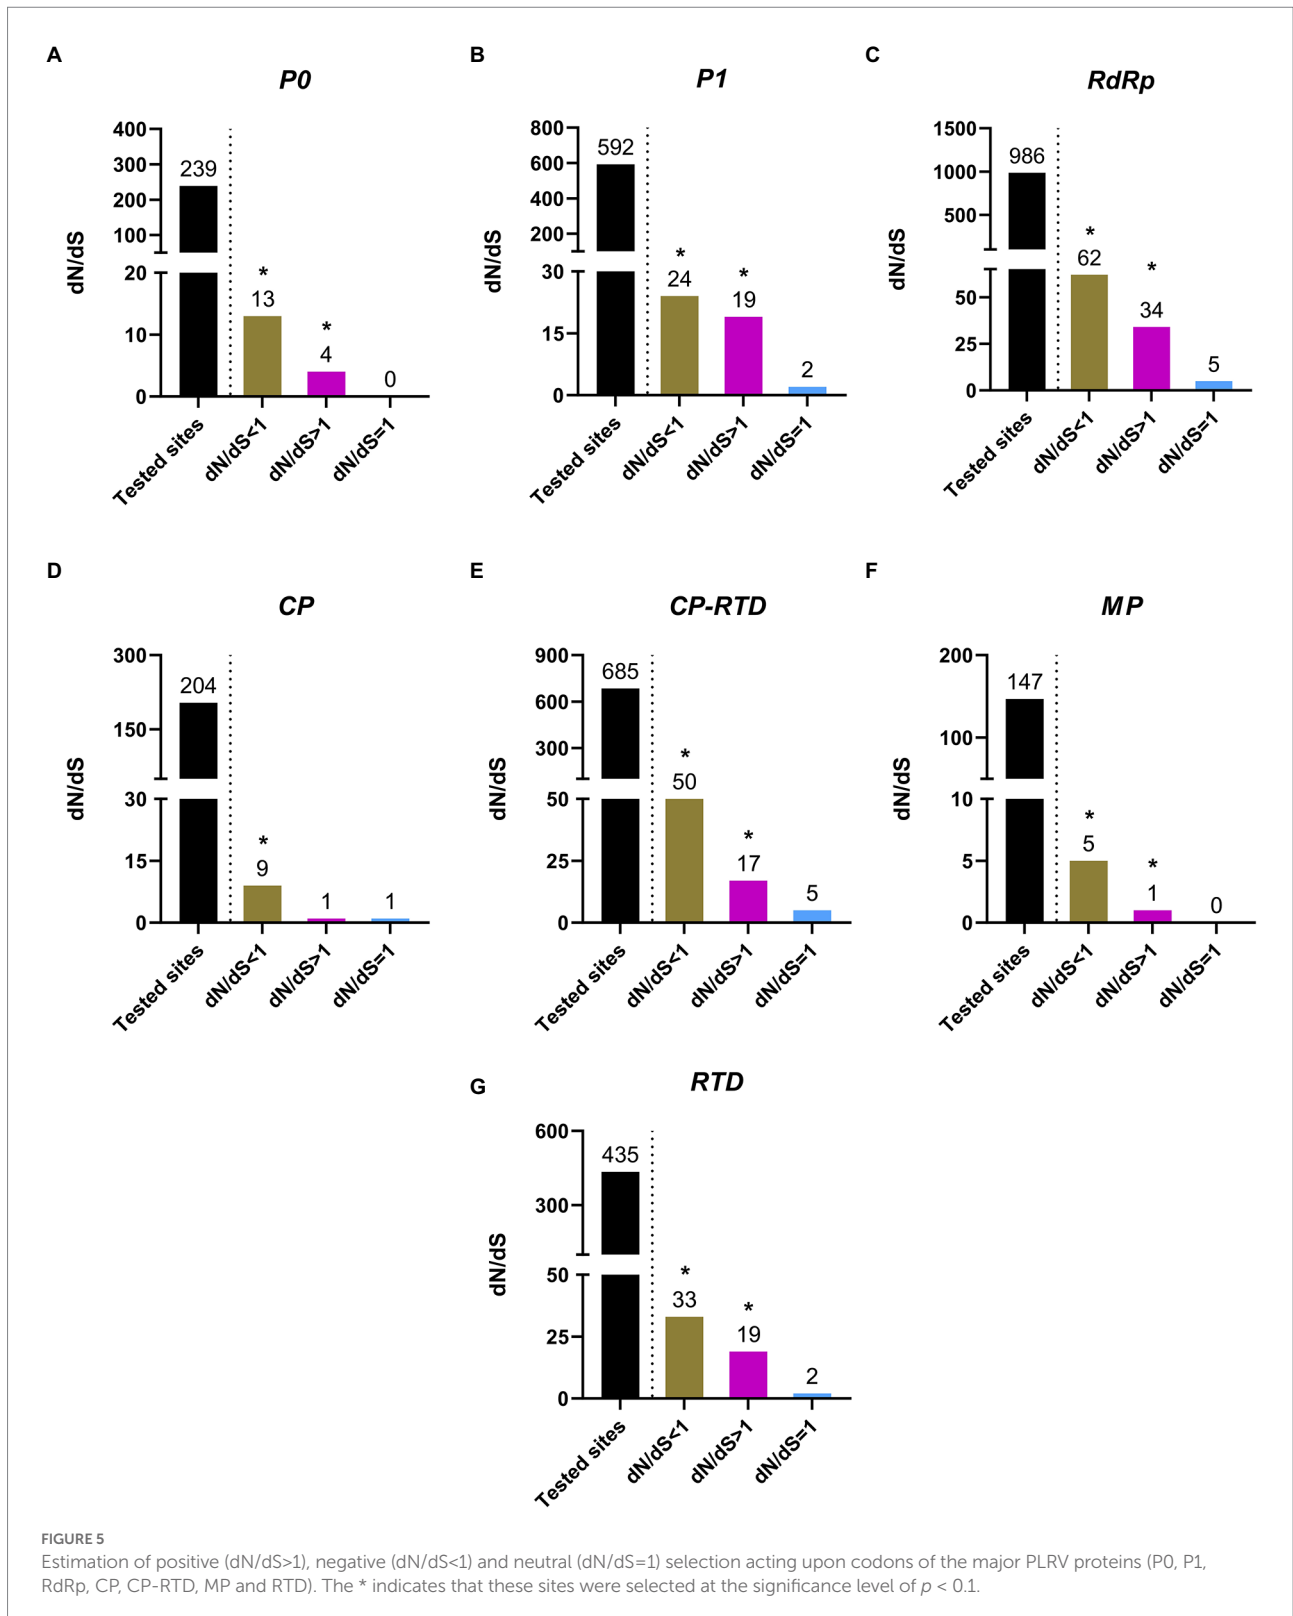 A
P0
dN/dS
400
300
200
100
20
10
0
239
*
13
*
4
0
Tested sites
dN/dS<1
dN/dS>1
dN/dS=1
B
P1
dN/dS
800
600
400
200
30
15
0
592
*
24
*
19
2
Tested sites
dN/dS<1
dN/dS>1
dN/dS=1
C
RdRp
dN/dS
1500
1000
500
50
25
0
986
*
62
*
34
5
Tested sites
dN/dS<1
dN/dS>1
dN/dS=1
D
CP
dN/dS
300
150
30
15
0
204
*
9
1
1
Tested sites
dN/dS<1
dN/dS>1
dN/dS=1
E
CP-RTD
dN/dS
900
600
300
50
25
0
685
*
50
*
17
5
Tested sites
dN/dS<1
dN/dS>1
dN/dS=1
F
MP
dN/dS
200
100
10
5
0
147
*
5
*
1
0
Tested sites
dN/dS<1
dN/dS>1
dN/dS=1
G
RTD
dN/dS
600
300
50
25
0
435
*
33
*
19
2
Tested sites
dN/dS<1
dN/dS>1
dN/dS=1
FIGURE 5
Estimation of positive (dN/dS>1), negative (dN/dS<1) and neutral (dN/dS=1) selection acting upon codons of the major PLRV proteins (P0, P1,
RdRp, CP, CP-RTD, MP and RTD). The * indicates that these sites were selected at the significance level of p < 0.1.